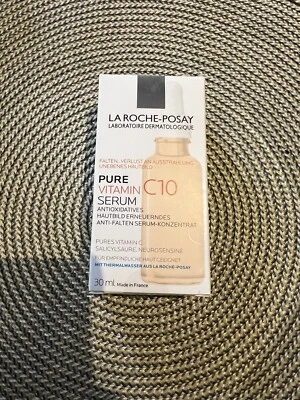 LA ROCHE-POSAY
LABORATOIRE DERMATOLOGIQUE
FALTEN, VERLUST AN AUSSTRAHLUNG,
UNEBENES HAUTBILD
PURE
VITAMIN C10
SERUM
ANTIOXIDATIVES
HAUTBILD ERNEUERNDES
ANTI-FALTEN SERUM-KONZENTRAT
PURES VITAMIN C
SALICYLSÄURE, NEUROSENSINE
FÜR EMPFINDLICHE HAUT GEEIGNET
MIT THERMALWASSER AUS LA ROCHE-POSAY
30 ml Made in France